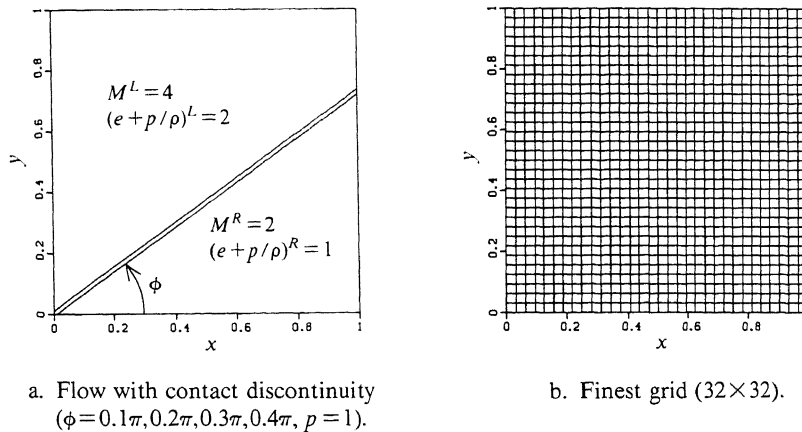 y
0 0.2 0.4 0.6 0.8 1
M^L = 4
(e + p/ρ)^L = 2
M^R = 2
(e + p/ρ)^R = 1
ϕ
0 0.2 0.4 0.6 0.8 1
x
a. Flow with contact discontinuity
(ϕ=0.1π,0.2π,0.3π,0.4π, p = 1).
y
0 0.2 0.4 0.6 0.8 1
0 0.2 0.4 0.6 0.8
x
b. Finest grid (32×32).